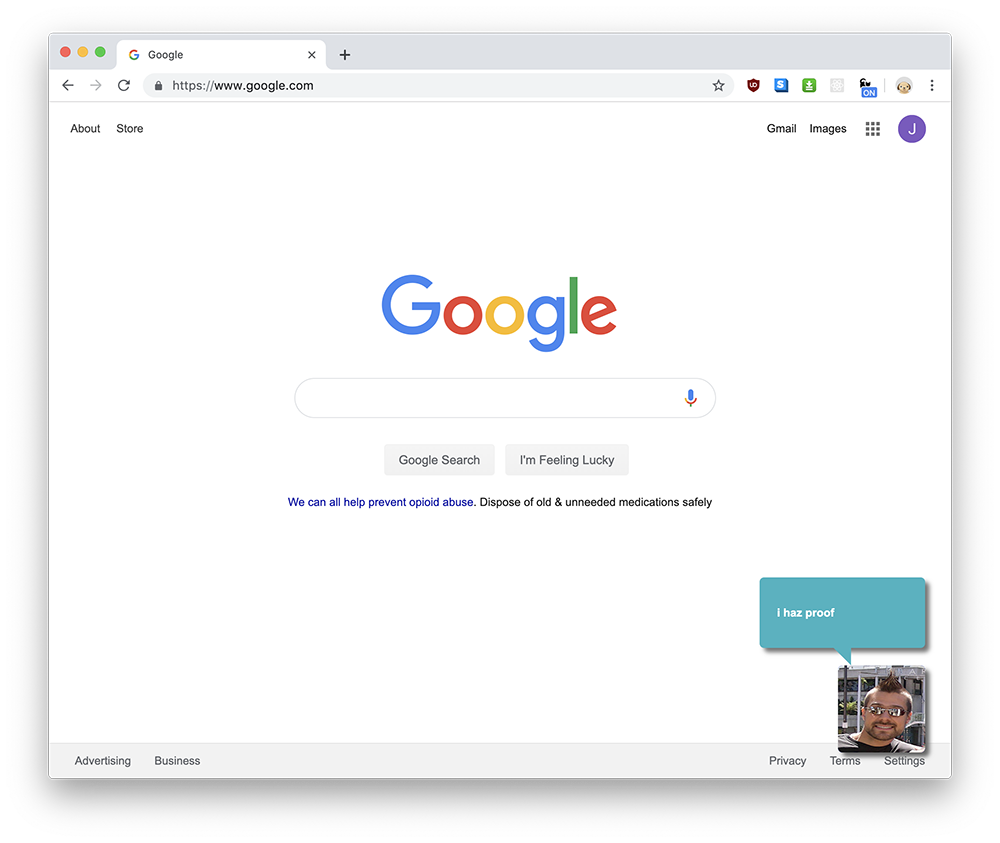 Google
https://www.google.com
UD
S
ON
About Store
Gmail Images
J
Google
Google Search I'm Feeling Lucky
We can all help prevent opioid abuse. Dispose of old & unneeded medications safely
I haz proof
Advertising Business
Privacy Terms Settings